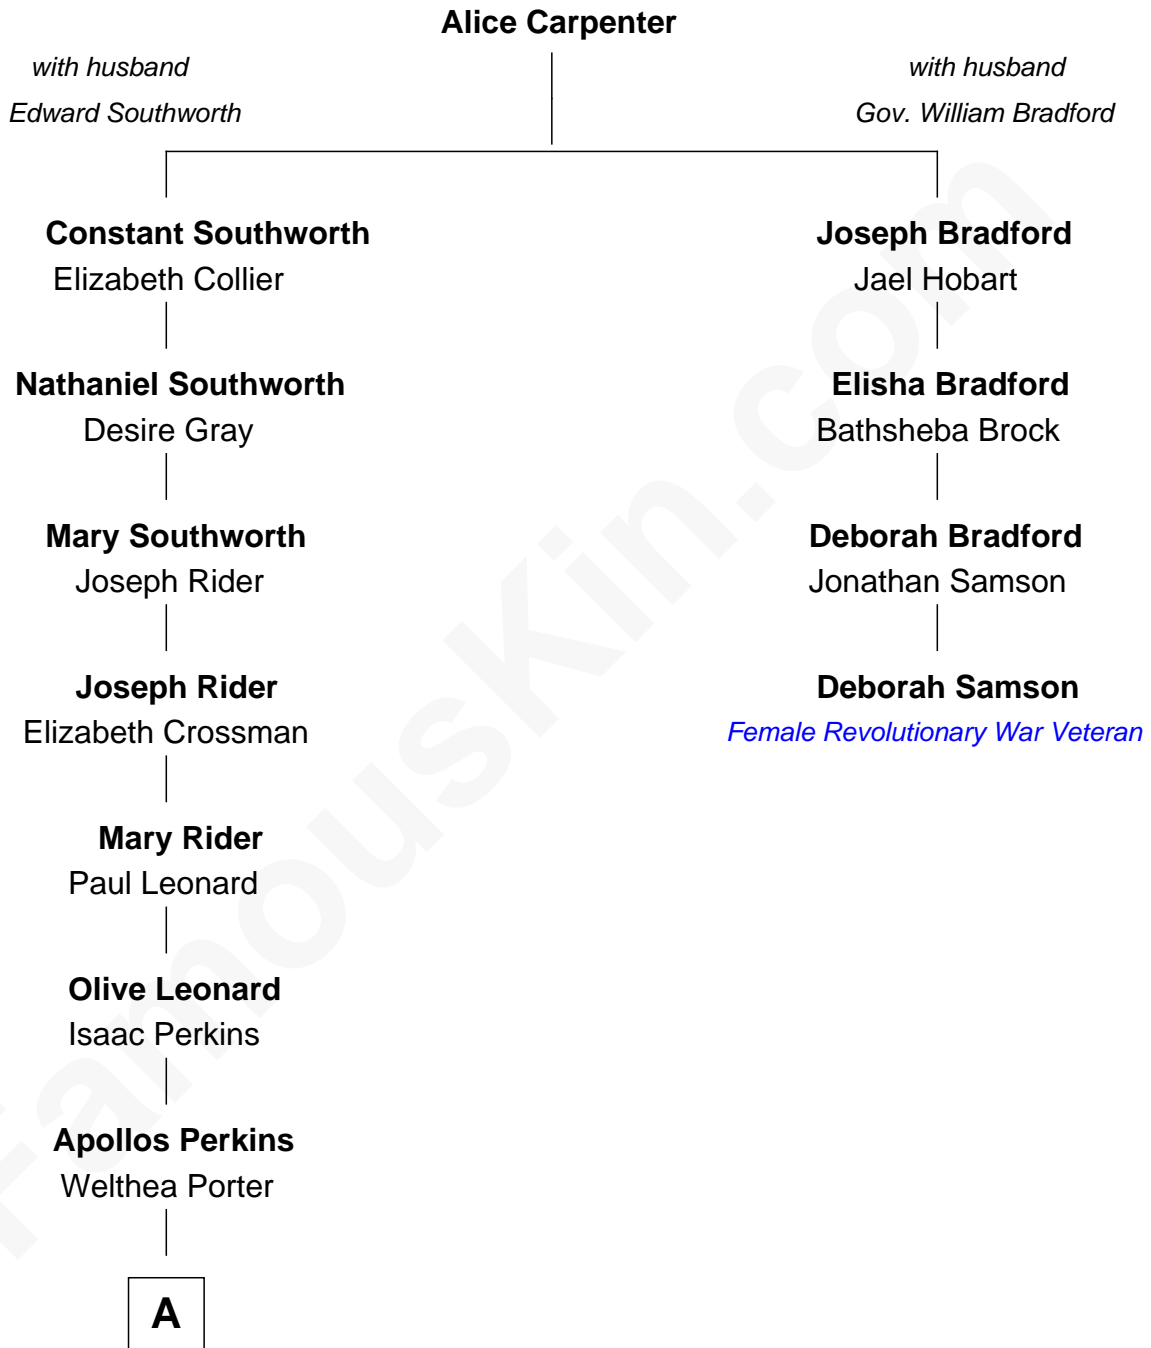 Alice Carpenter
with husband
Edward Southworth
with husband
Gov. William Bradford
Constant Southworth
Elizabeth Collier
Joseph Bradford
Jael Hobart
Nathaniel Southworth
Desire Gray
Elisha Bradford
Bathsheba Brock
Mary Southworth
Joseph Rider
Deborah Bradford
Jonathan Samson
Joseph Rider
Elizabeth Crossman
Deborah Samson
Female Revolutionary War Veteran
Mary Rider
Paul Leonard
Olive Leonard
Isaac Perkins
Apollos Perkins
Welthea Porter
A
FamousKin.com